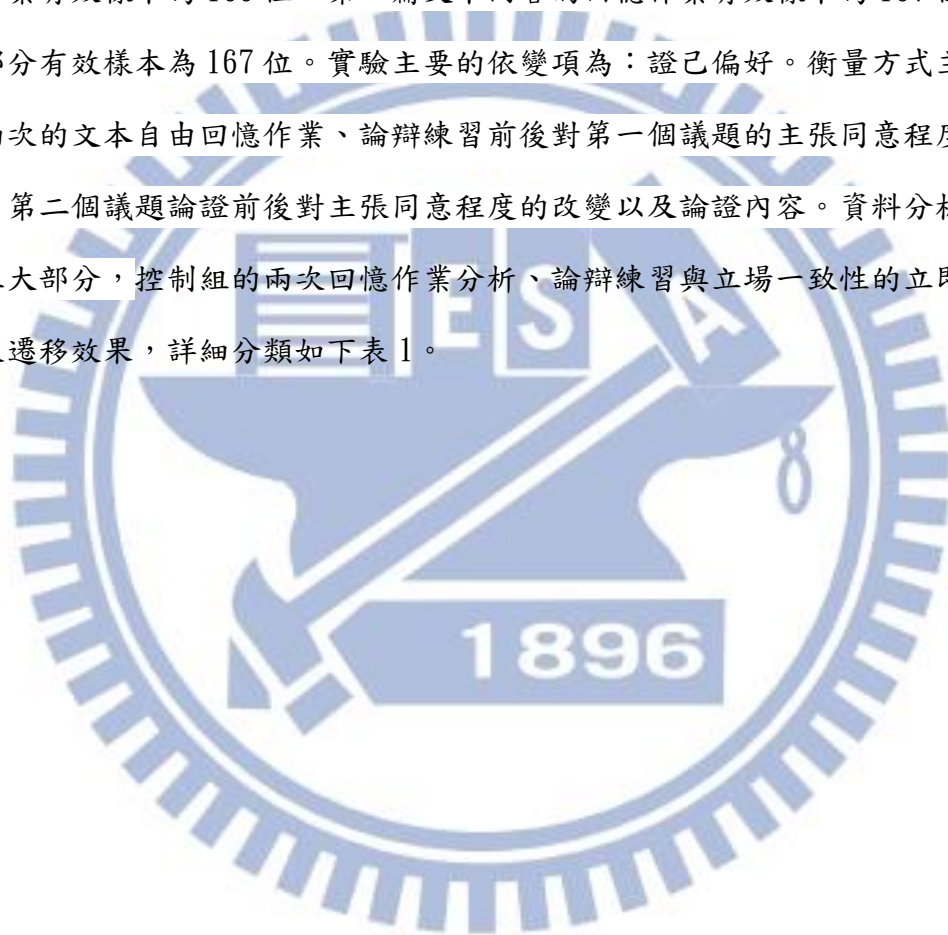 部分有效樣本為 167 位。實驗主要的依變項為：證己偏好。衡量方式主
次的文本自由回憶作業、論辯練習前後對第一個議題的主張同意程度
第二個議題論證前後對主張同意程度的改變以及論證內容。資料分析
大部分，控制組的兩次回憶作業分析、論辯練習與立場一致性的立即
遷移效果，詳細分類如下表 1。
E S A
1896